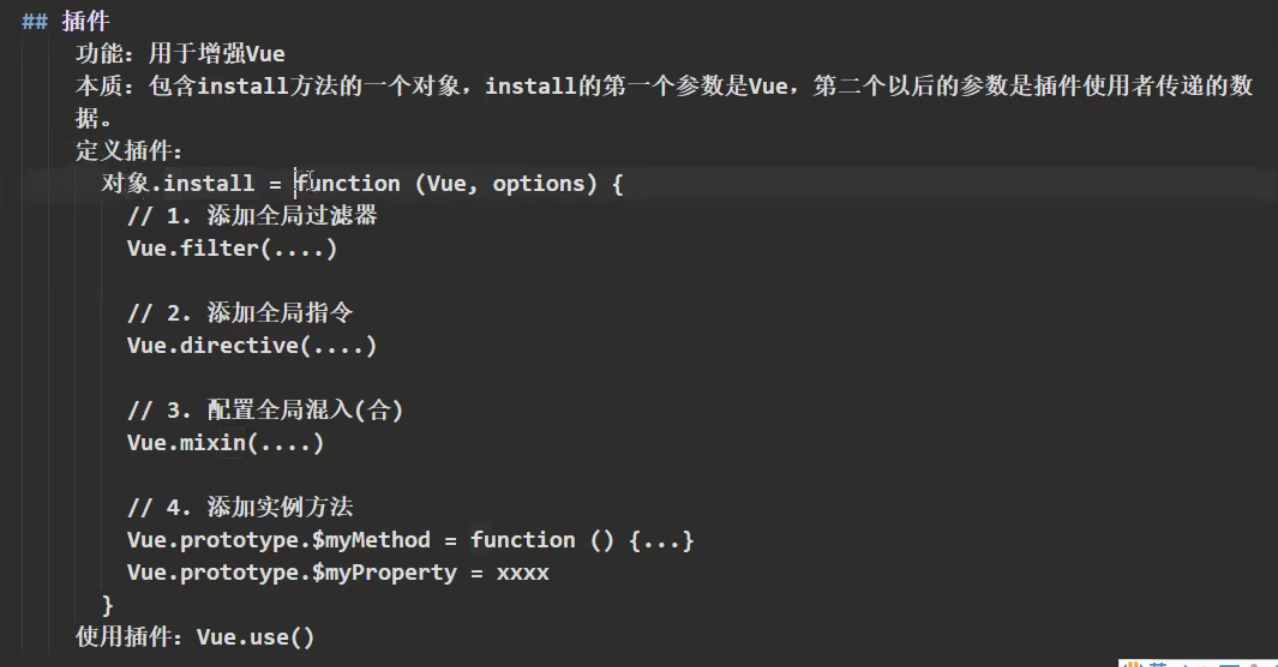 ## 插件
功能：用于增强Vue
本质：包含install方法的一个对象，install的第一个参数是Vue，第二个以后的参数是插件使用者传递的数
据。
定义插件：
对象.install = function (Vue, options) {
// 1. 添加全局过滤器
Vue.filter(....)
// 2. 添加全局指令
Vue.directive(....)
// 3. 配置全局混入(合)
Vue.mixin(....)
// 4. 添加实例方法
Vue.prototype.$myMethod = function () {...}
Vue.prototype.$myProperty = xxxx
}
使用插件：Vue.use()